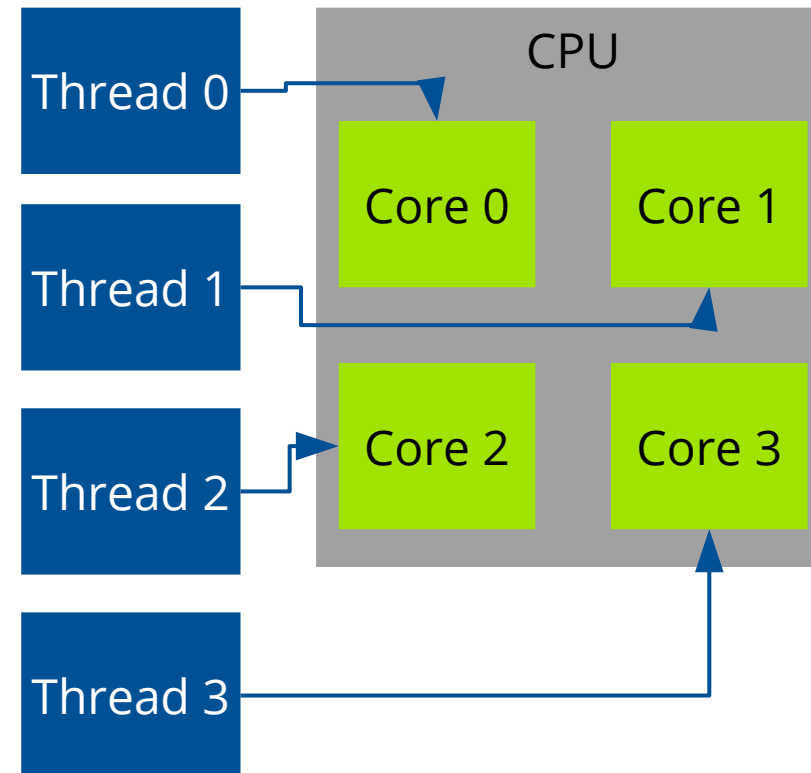 Thread 0
Thread 1
Thread 2
Thread 3
CPU
Core 0
Core 1
Core 2
Core 3